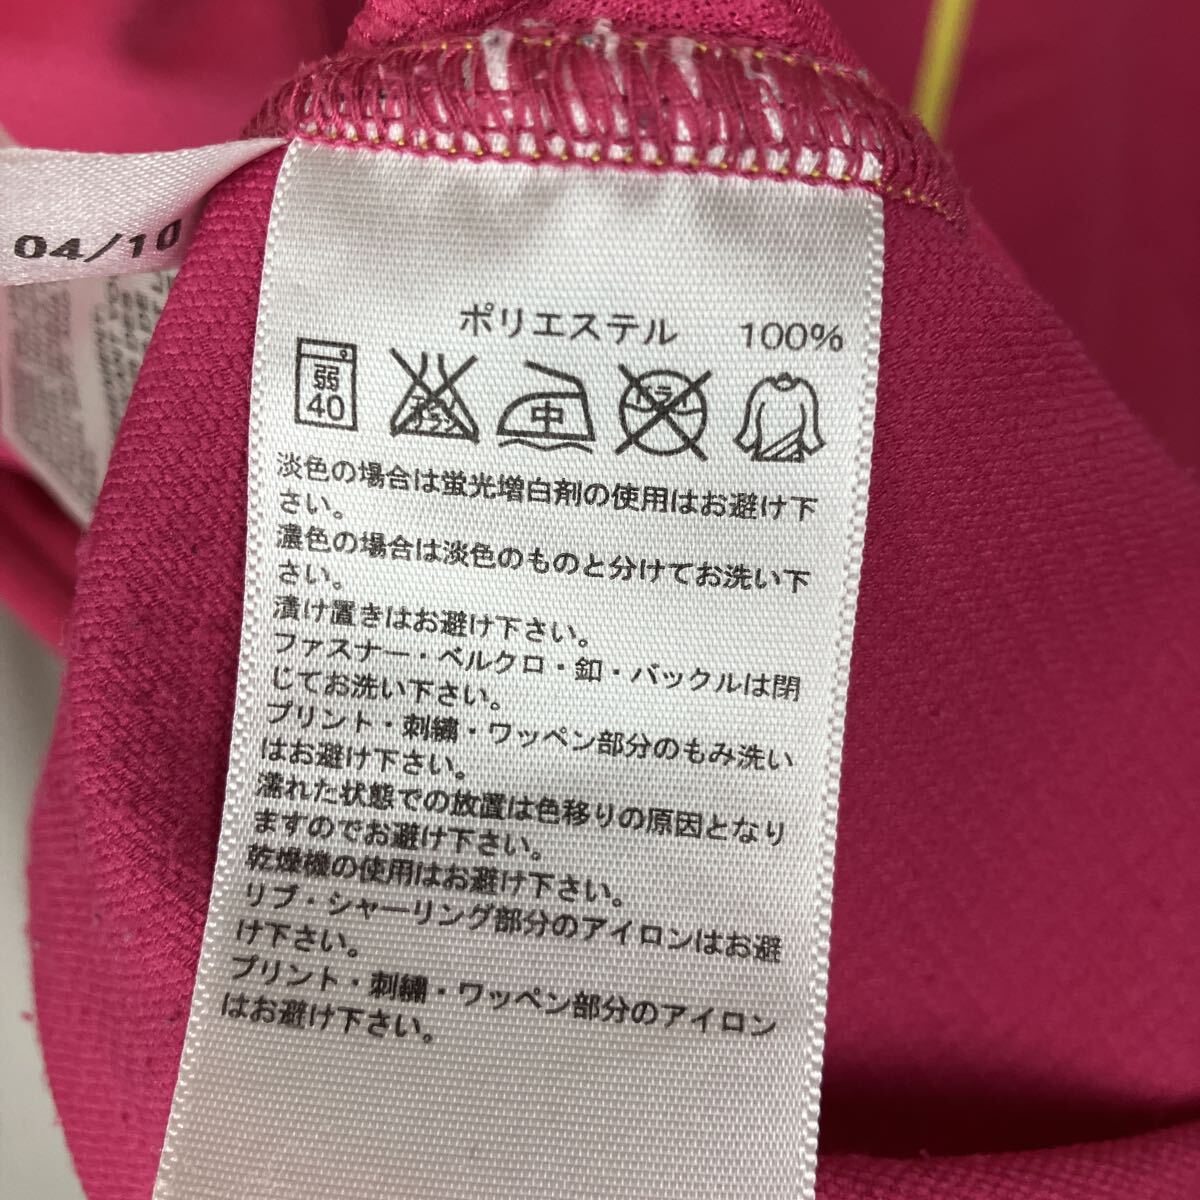 04/10
ポリエステル 100%
弱
40
エンソ
サラシ
中
ドライ
淡色の場合は蛍光増白剤の使用はお避け下
さい。
濃色の場合は淡色のものと分けてお洗い下
さい。
漬け置きはお避け下さい。
ファスナー・ベルクロ・釦・バックルは閉
じてお洗い下さい。
プリント・刺繍・ワッペン部分のもみ洗い
はお避け下さい。
濡れた状態での放置は色移りの原因となり
ますのでお避け下さい。
乾燥機の使用はお避け下さい。
リブ・シャーリング部分のアイロンはお避
け下さい。
プリント・刺繍・ワッペン部分のアイロン
はお避け下さい。